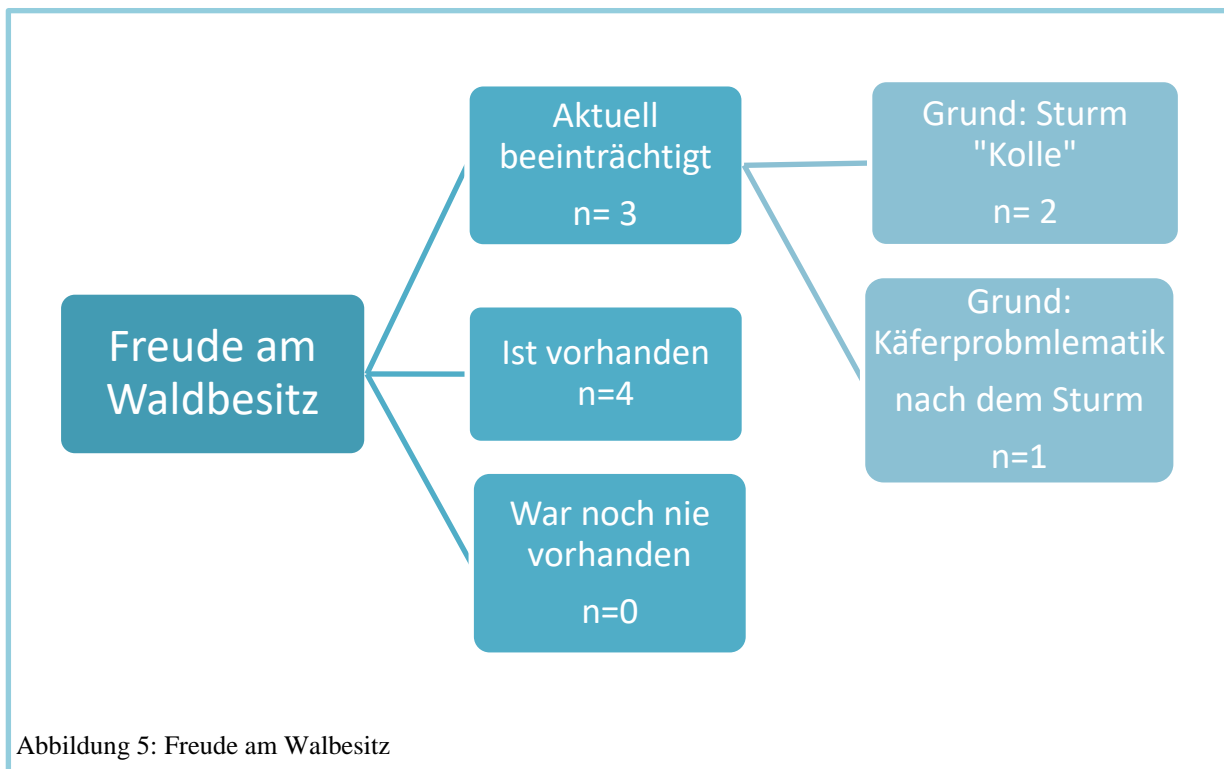 Freude am
Waldbesitz
Aktuell
beeinträchtigt
n= 3
Ist vorhanden
n=4
War noch nie
vorhanden
n=0
Grund: Sturm
"Kolle"
n= 2
Grund:
Käferprobmlematik
nach dem Sturm
n=1
Abbildung 5: Freude am Walbesitz